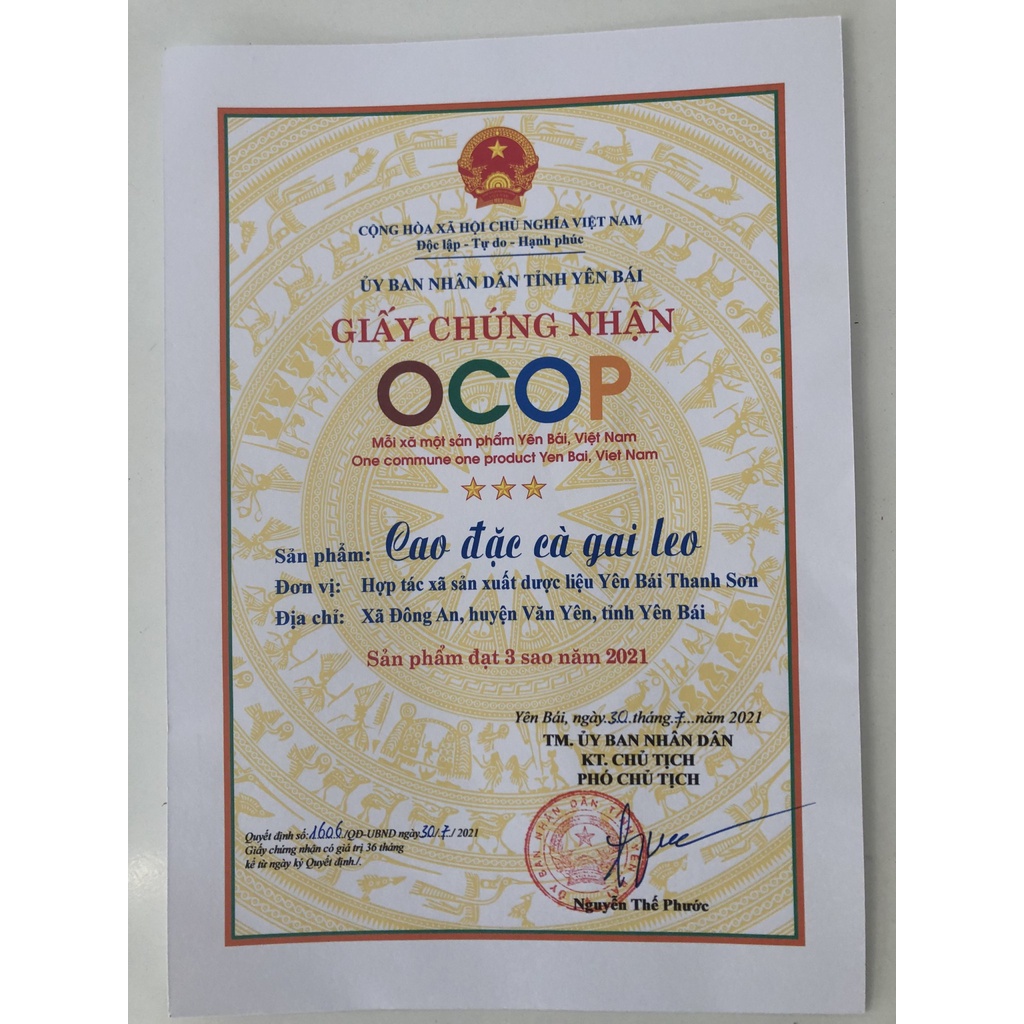 CỘNG HÒA XÃ HỘI CHỦ NGHĨA VIỆT NAM
Độc lập - Tự do - Hạnh phúc
ỦY BAN NHÂN DÂN TỈNH YÊN BÁI
GIẤY CHỨNG NHẬN
OCOP
Mỗi xã một sản phẩm Yên Bái, Việt Nam
One commune one product Yen Bai, Viet Nam
Sản phẩm: Cao đặc cà gai leo
Đơn vị: Hợp tác xã sản xuất dược liệu Yên Bái Thanh Sơn
Địa chỉ: Xã Đông An, huyện Văn Yên, tỉnh Yên Bái
Sản phẩm đạt 3 sao năm 2021
Yên Bái, ngày 30 tháng 7 năm 2021
TM. ỦY BAN NHÂN DÂN
KT. CHỦ TỊCH
PHÓ CHỦ TỊCH
ỦY BAN NHÂN DÂN TỈNH YÊN
Quyết định số: 1606/QĐ-UBND ngày 30/7/2021
Giấy chứng nhận có giá trị 36 tháng
kể từ ngày ký Quyết định./.
Nguyễn Thế Phước